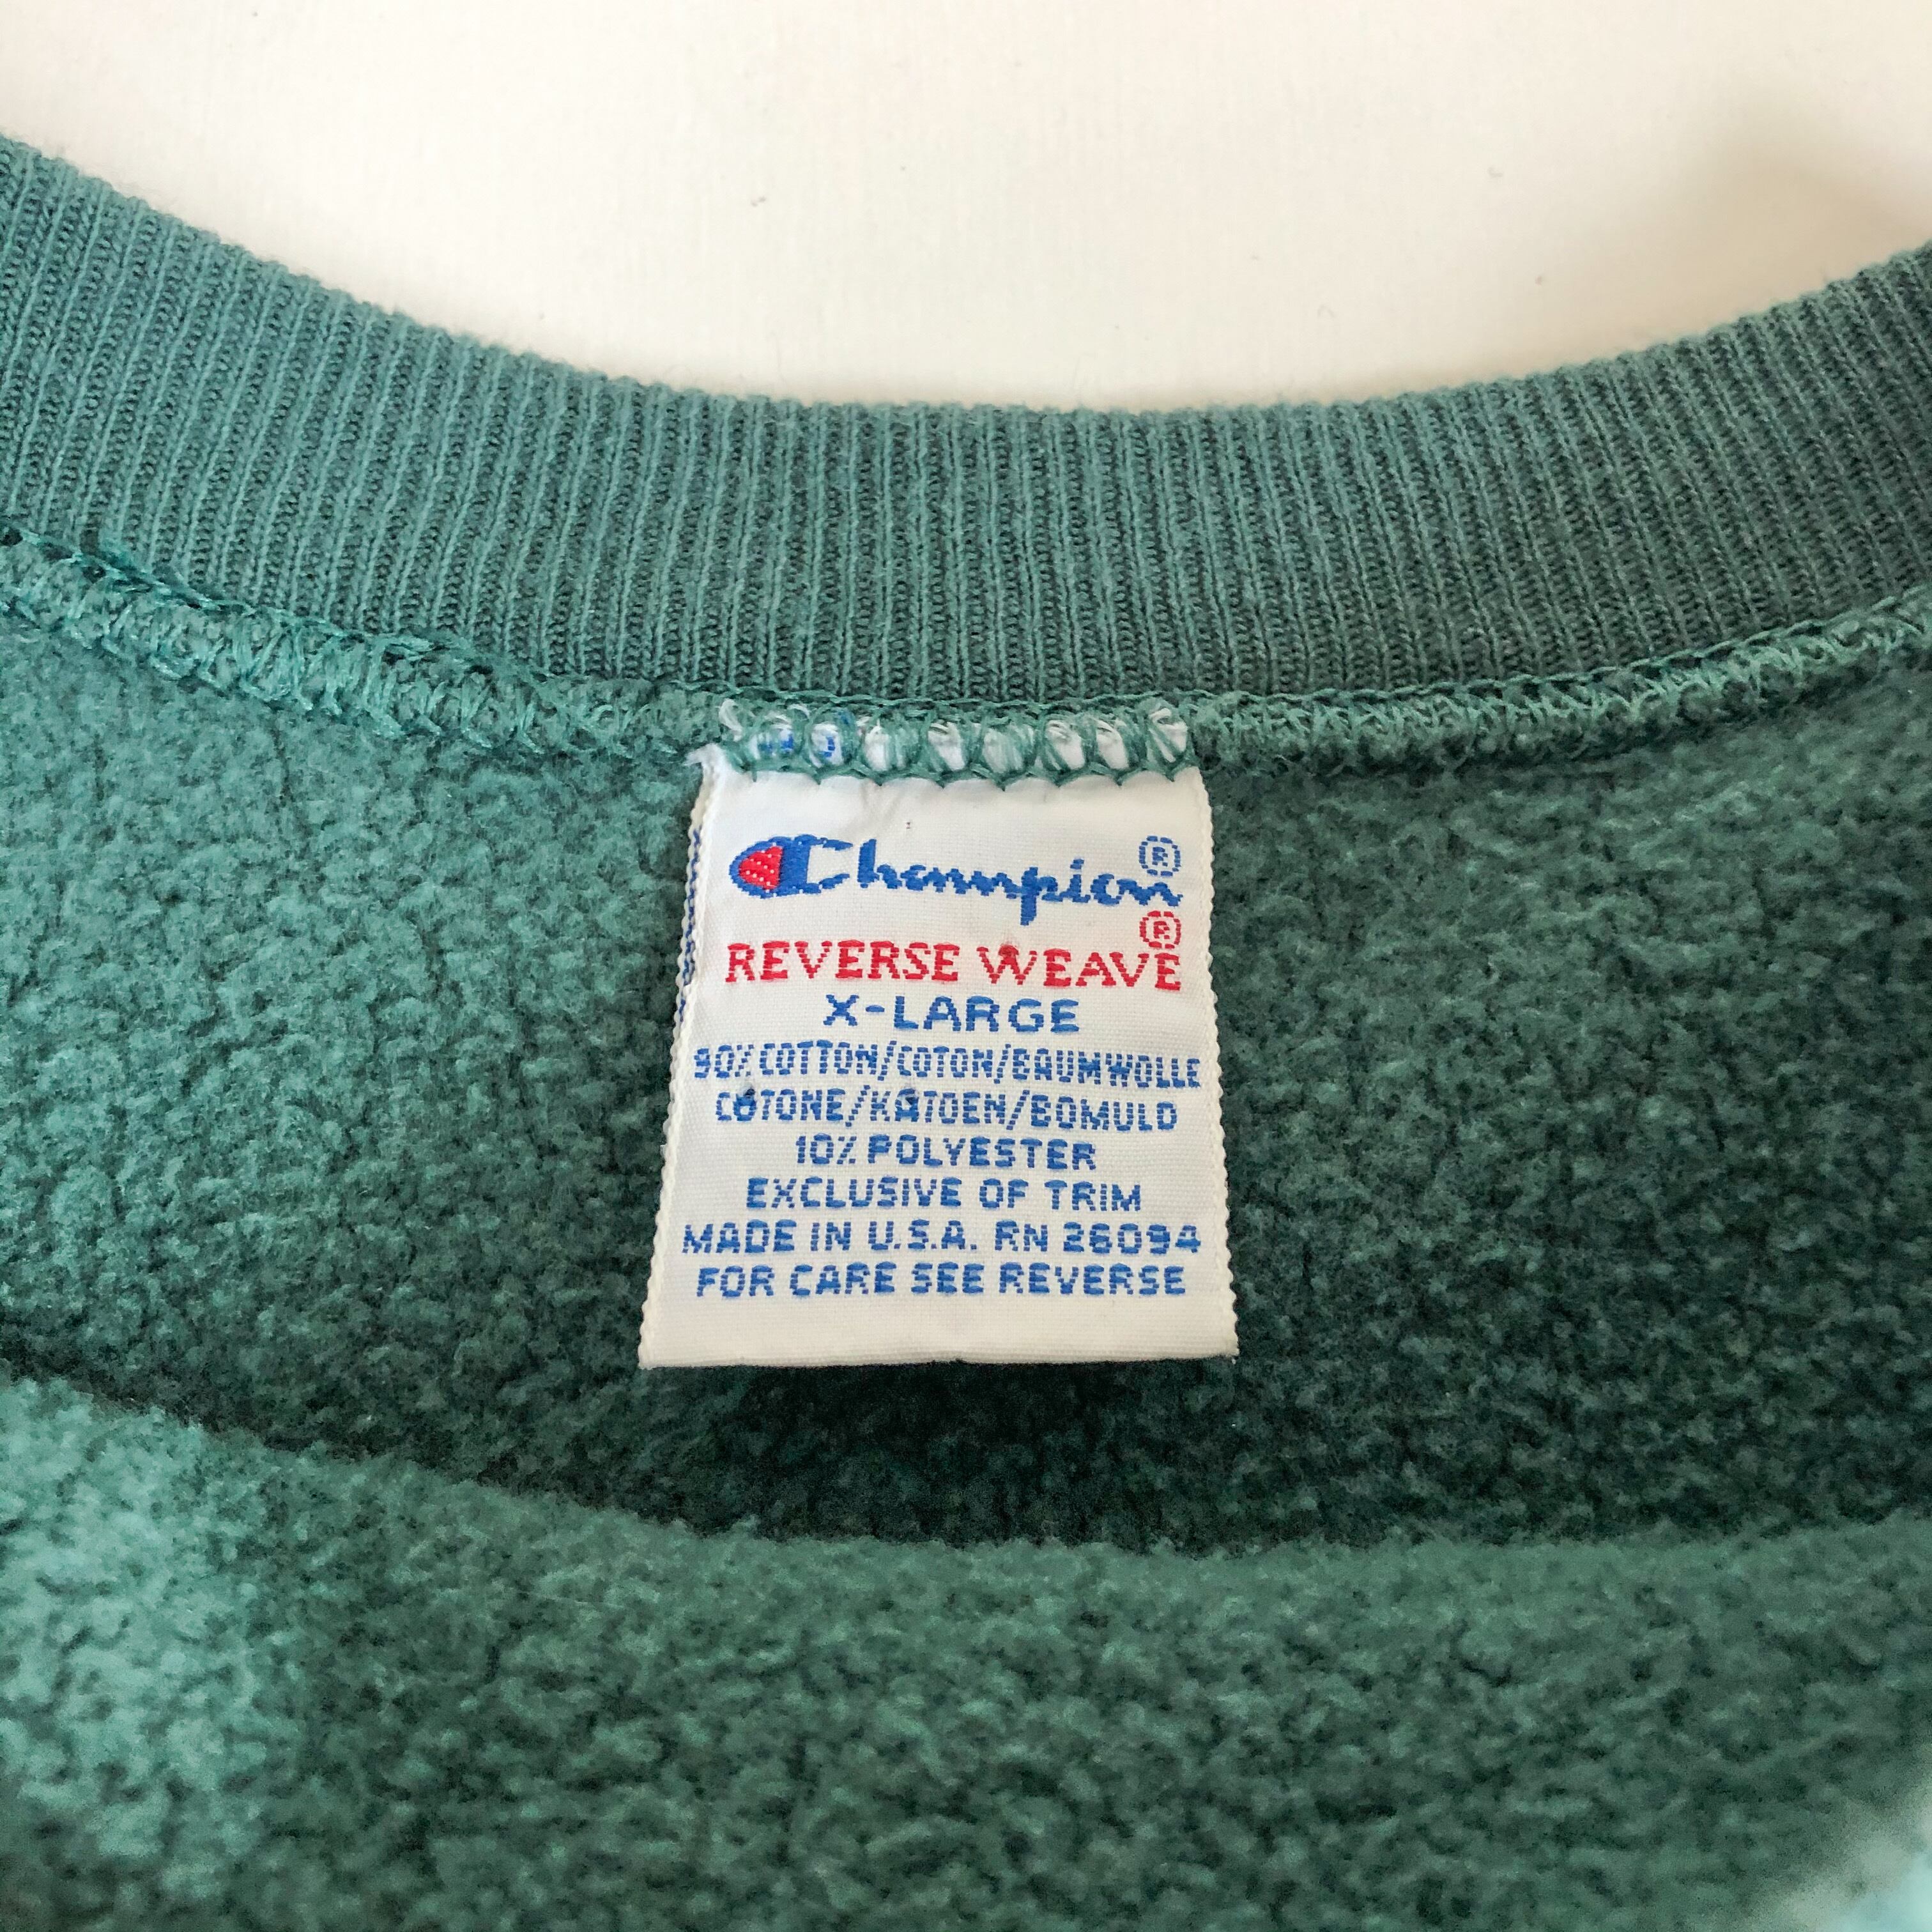 Champion®
REVERSE WEAVE®
X-LARGE
90% COTTON/COTON/BAUMWOLLE
COTONE/KATOEN/BOMULD
10% POLYESTER
EXCLUSIVE OF TRIM
MADE IN U.S.A. RN 26094
FOR CARE SEE REVERSE